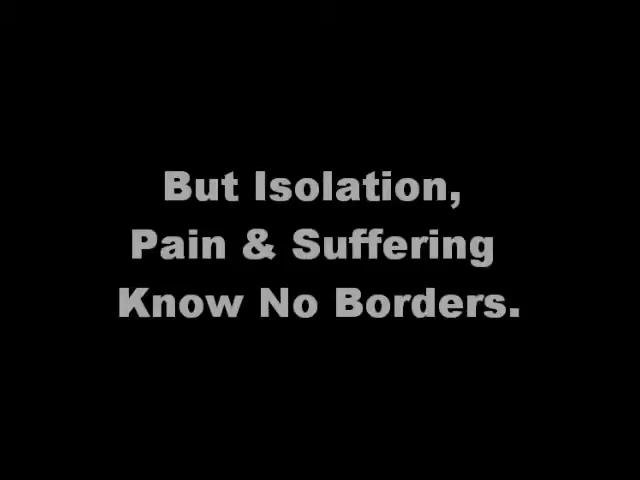 But Isolation,
Pain & Suffering
Know No Borders.